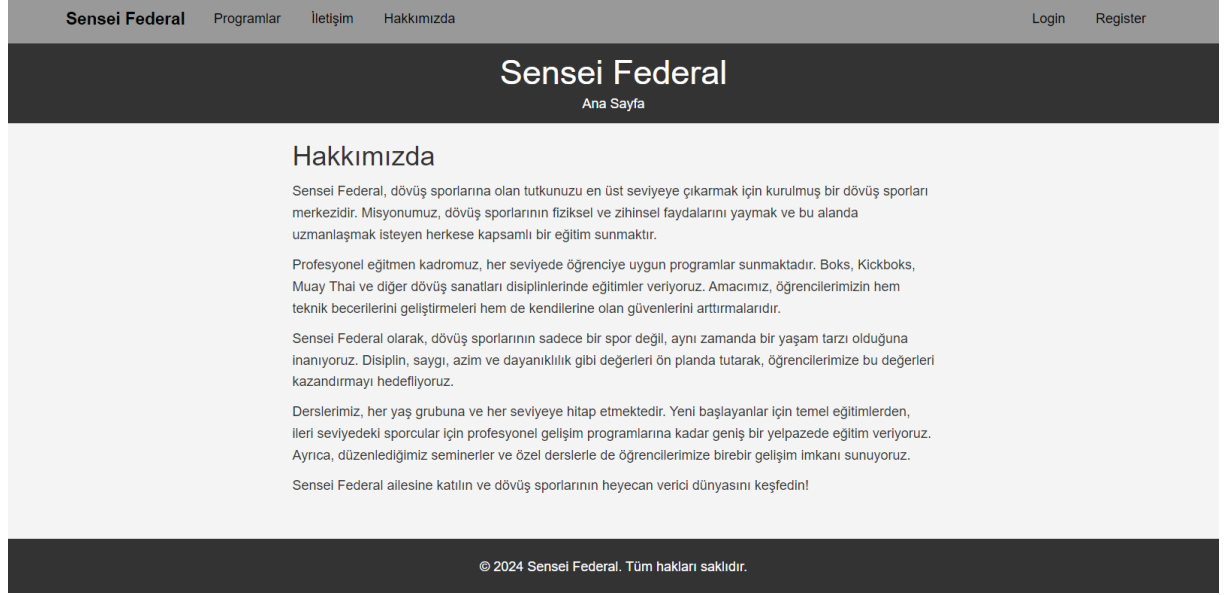 Sensei Federal Programlar İletişim Hakkımızda Login Register
Sensei Federal
Ana Sayfa
Hakkımızda
Sensei Federal, dövüş sporlarına olan tutkunuzu en üst seviyeye çıkarmak için kurulmuş bir dövüş sporları
merkezidir. Misyonumuz, dövüş sporlarının fiziksel ve zihinsel faydalarını yaymak ve bu alanda
uzmanlaşmak isteyen herkese kapsamlı bir eğitim sunmaktır.
Profesyonel eğitmen kadromuz, her seviyede öğrenciye uygun programlar sunmaktadır. Boks, Kickboks,
Muay Thai ve diğer dövüş sanatları disiplinlerinde eğitimler veriyoruz. Amacımız, öğrencilerimizin hem
teknik becerilerini geliştirmeleri hem de kendilerine olan güvenlerini arttırmalarıdır.
Sensei Federal olarak, dövüş sporlarının sadece bir spor değil, aynı zamanda bir yaşam tarzı olduğuna
inanıyoruz. Disiplin, saygı, azim ve dayanıklılık gibi değerleri ön planda tutarak, öğrencilerimize bu değerleri
kazandırmayı hedefliyoruz.
Derslerimiz, her yaş grubuna ve her seviyeye hitap etmektedir. Yeni başlayanlar için temel eğitimlerden,
ileri seviyedeki sporcular için profesyonel gelişim programlarına kadar geniş bir yelpazede eğitim veriyoruz.
Ayrıca, düzenlediğimiz seminerler ve özel derslerle de öğrencilerimize birebir gelişim imkanı sunuyoruz.
Sensei Federal ailesine katılın ve dövüş sporlarının heyecan verici dünyasını keşfedin!
© 2024 Sensei Federal. Tüm hakları saklıdır.